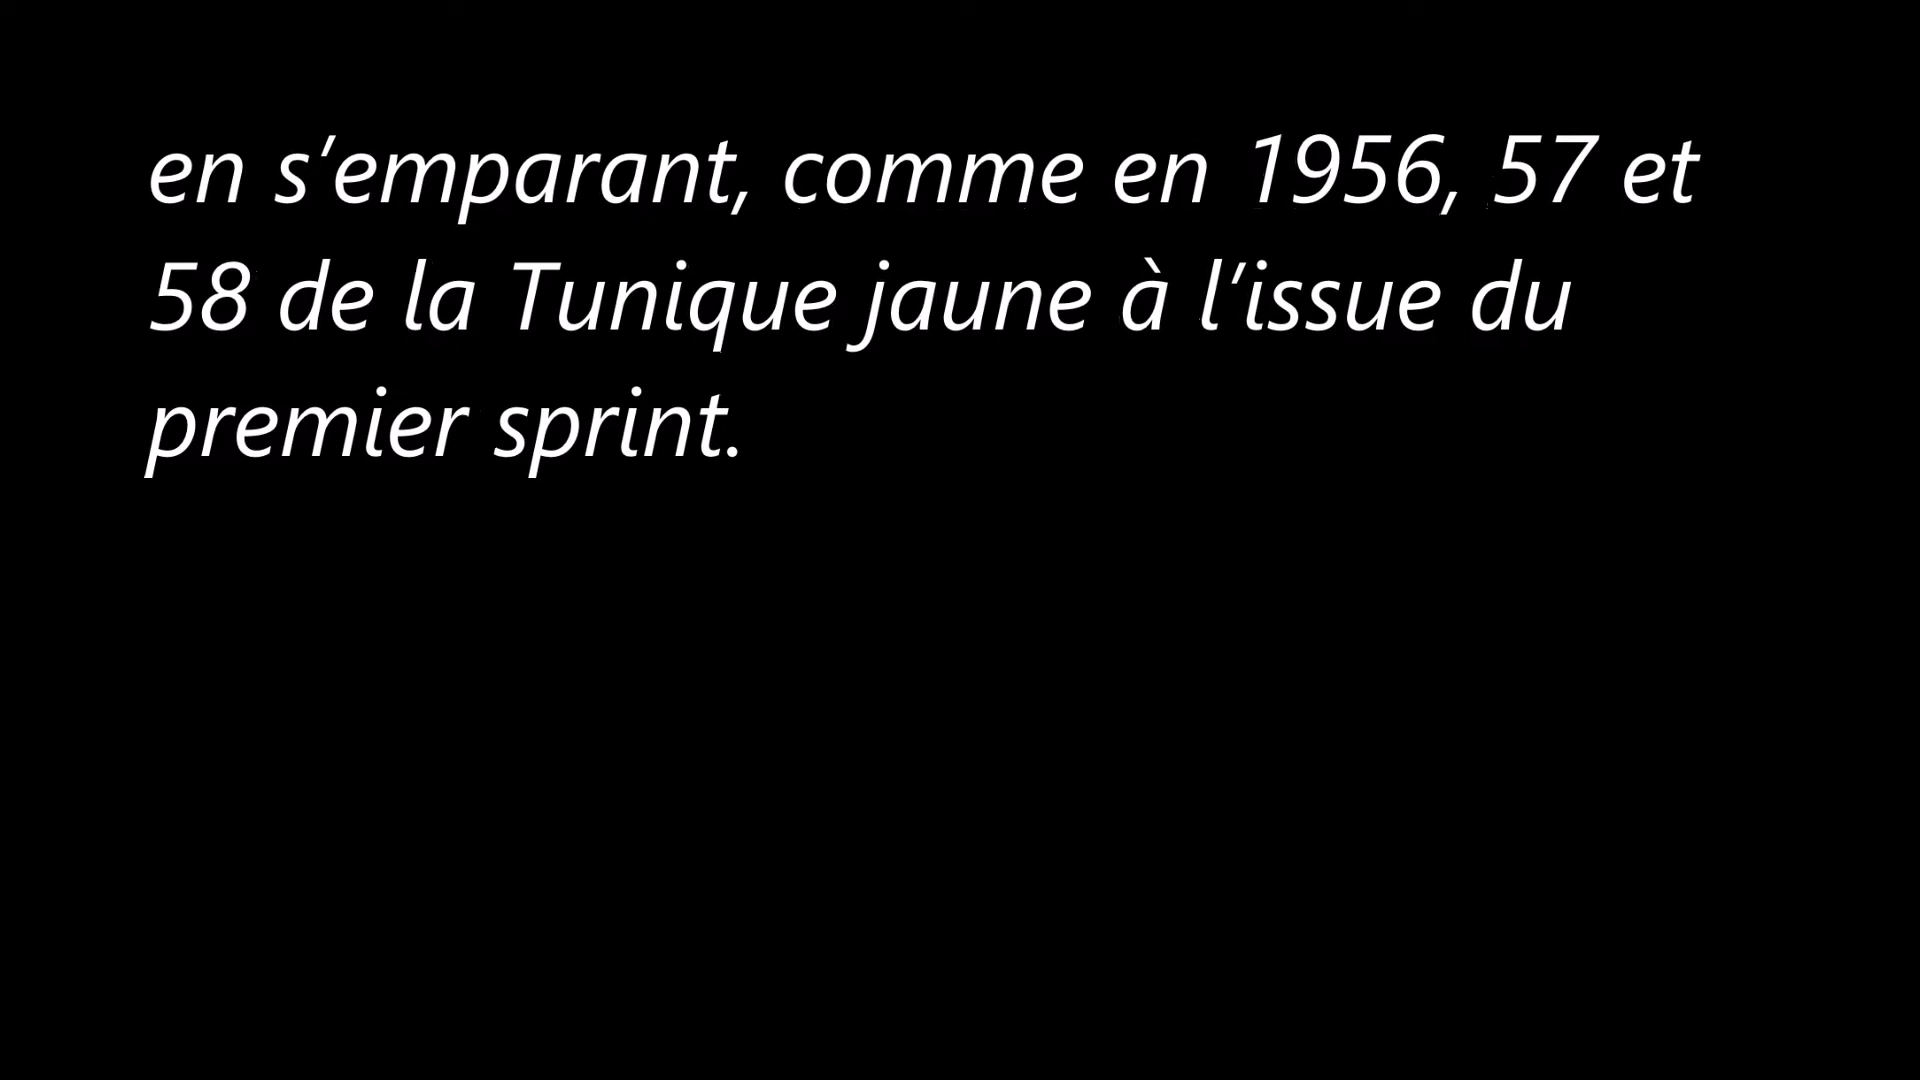 en s’emparant, comme en 1956, 57 et
58 de la Tunique jaune à l’issue du
premier sprint.